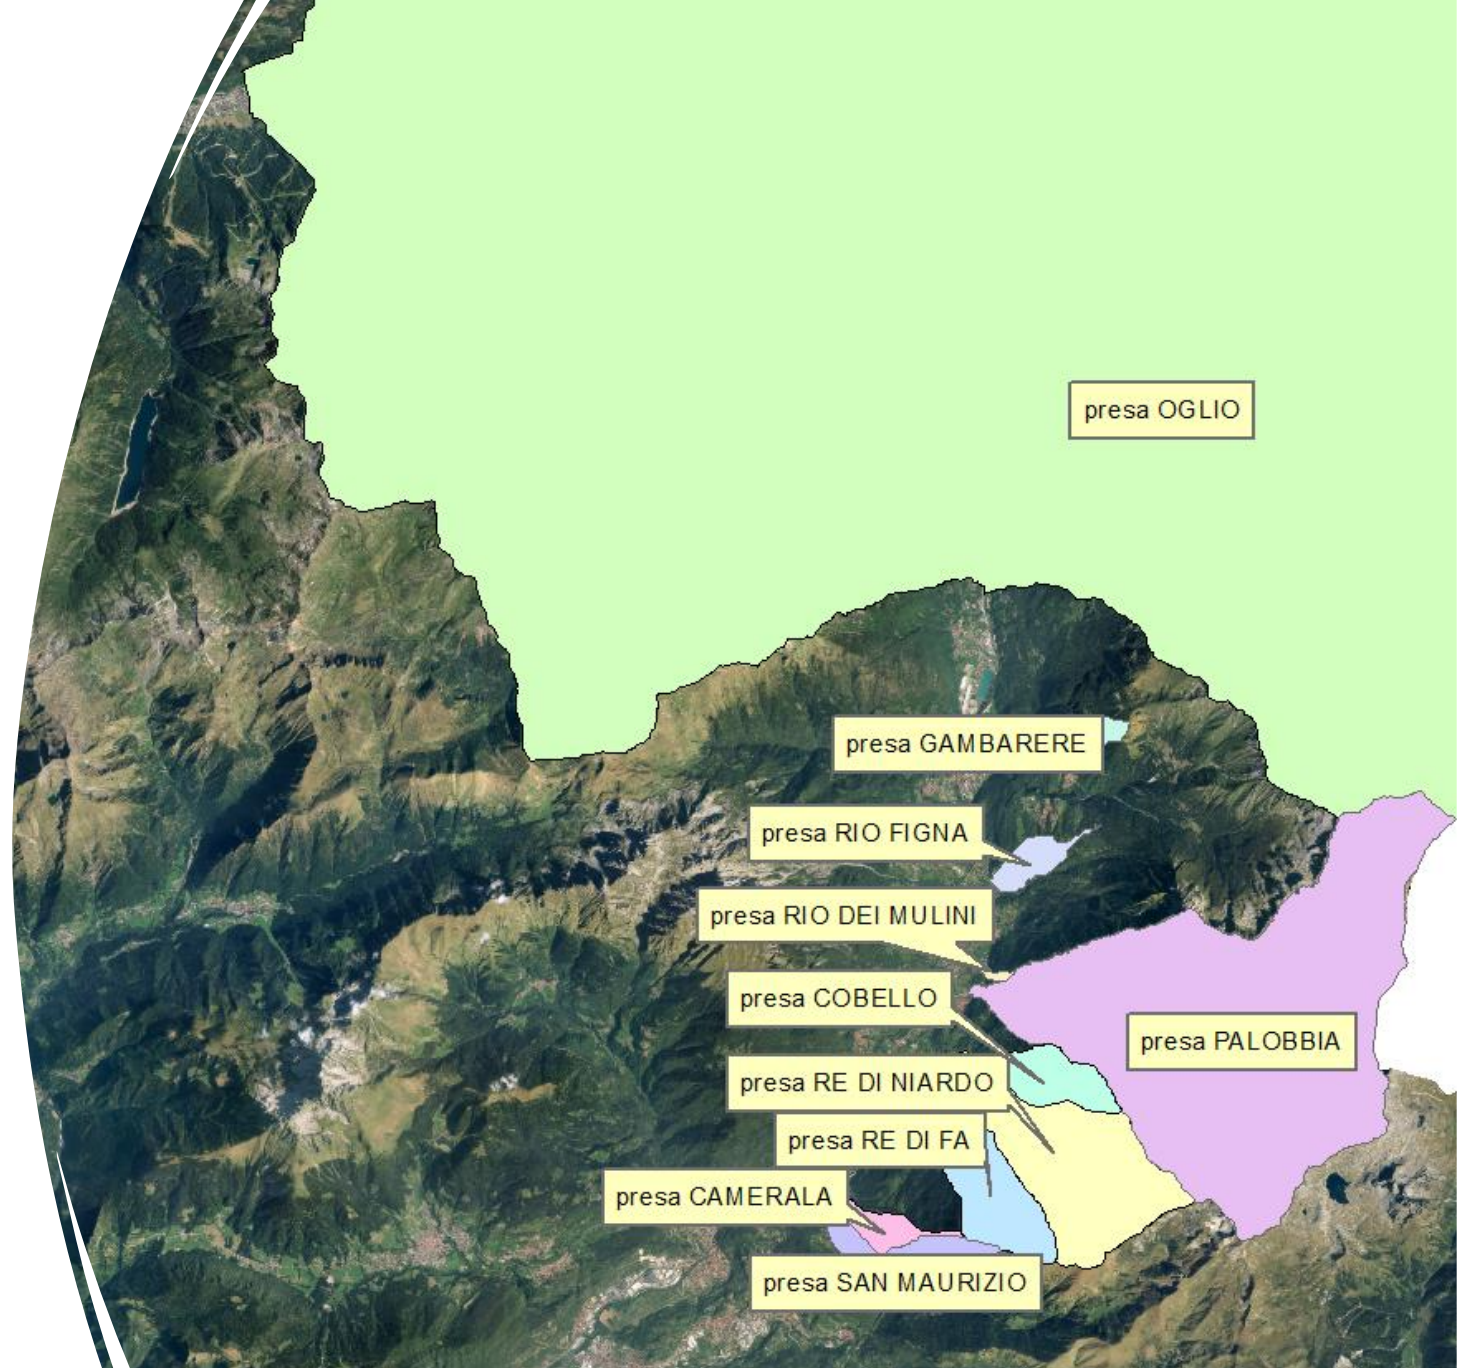 presa OGLIO
presa GAMBARERE
presa RIO FIGNA
presa RIO DEI MULINI
presa COBELLO
presa PALOBBIA
presa RE DI NIARDO
presa RE DI FA
presa CAMERALA
presa SAN MAURIZIO